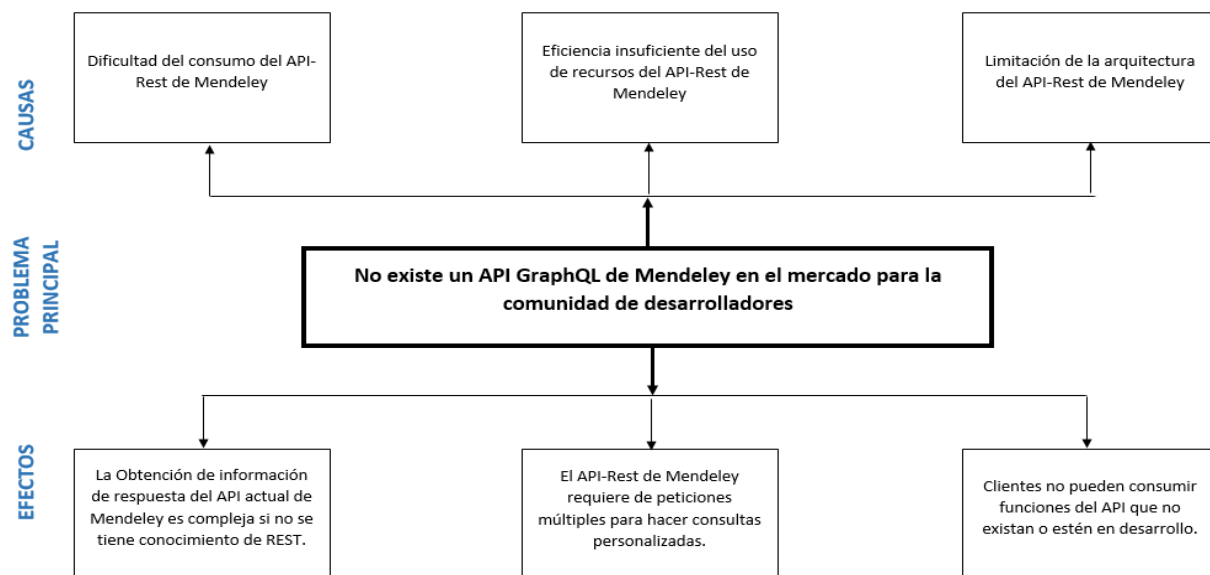 CAUSAS
Dificultad del consumo del API-
Rest de Mendeley
Eficiencia insuficiente del uso
de recursos del API-Rest de
Mendeley
Limitación de la arquitectura
del API-Rest de Mendeley
PROBLEMA
PRINCIPAL
No existe un API GraphQL de Mendeley en el mercado para la
comunidad de desarrolladores
EFECTOS
La Obtención de información
de respuesta del API actual de
Mendeley es compleja si no se
tiene conocimiento de REST.
El API-Rest de Mendeley
requiere de peticiones
múltiples para hacer consultas
personalizadas.
Clientes no pueden consumir
funciones del API que no
existan o estén en desarrollo.